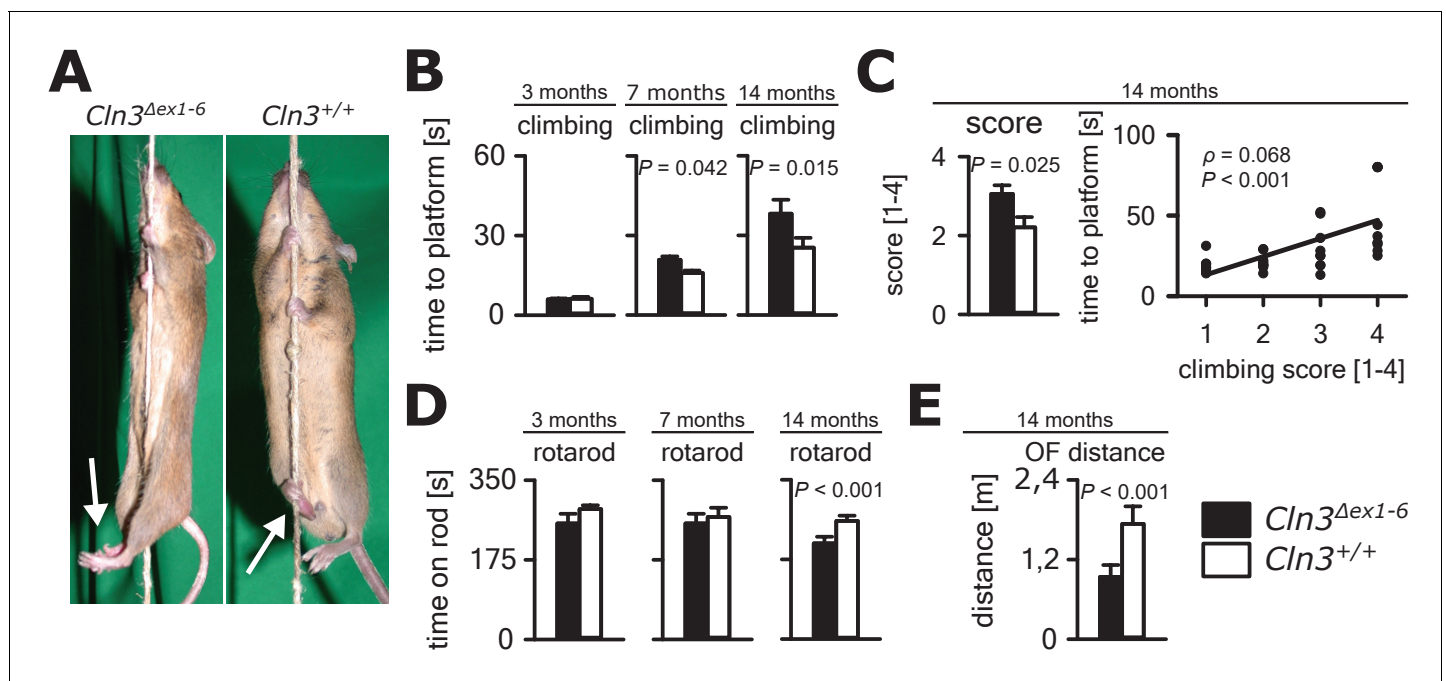 A
Cln3Δex1-6
Cln3+/+
B
3 months
7 months
14 months
climbing
climbing
climbing
time to platform [s]
60
30
0
P = 0.042
P = 0.015
C
14 months
score
score [1-4]
4
2
0
P = 0.025
time to platform [s]
100
50
0
ρ = 0.068
P < 0.001
1 2 3 4
climbing score [1-4]
D
3 months
7 months
14 months
rotarod
rotarod
rotarod
time on rod [s]
350
175
0
P < 0.001
E
14 months
OF distance
distance [m]
2,4
1,2
0
P < 0.001
Cln3Δex1-6
Cln3+/+